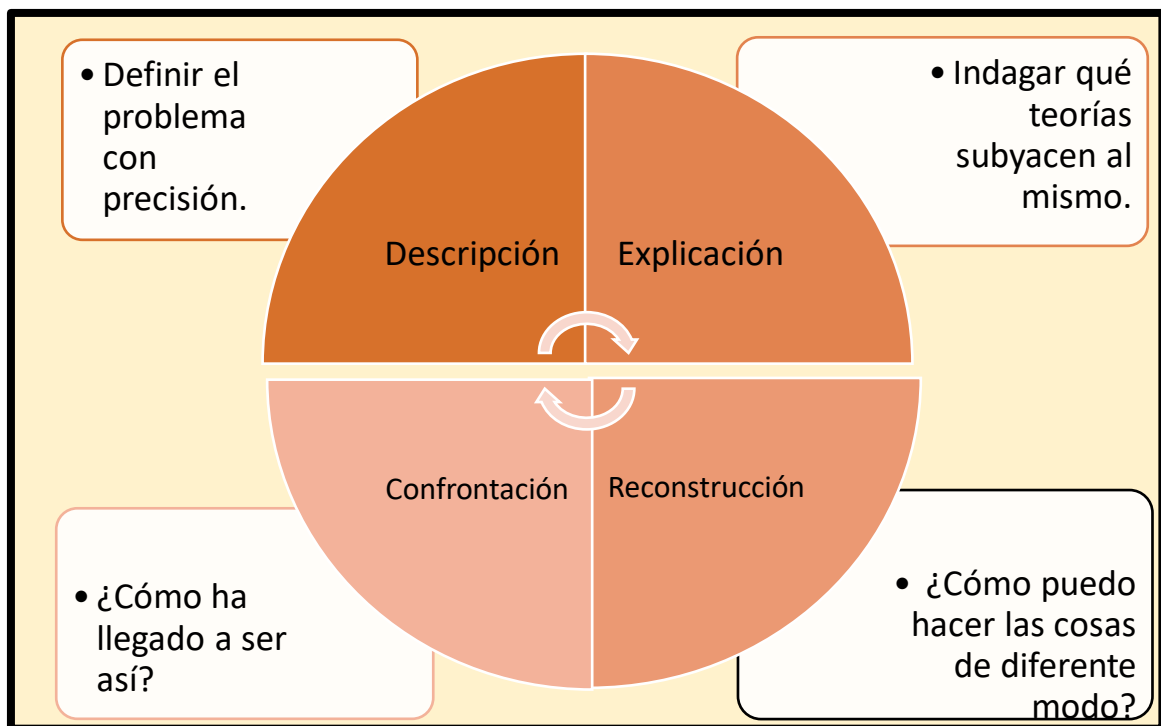 • Definir el
problema
con
precisión.
• Indagar qué
teorías
subyacen al
mismo.
Descripción
Explicación
Confrontación
Reconstrucción
• ¿Cómo ha
llegado a ser
así?
• ¿Cómo puedo
hacer las cosas
de diferente
modo?